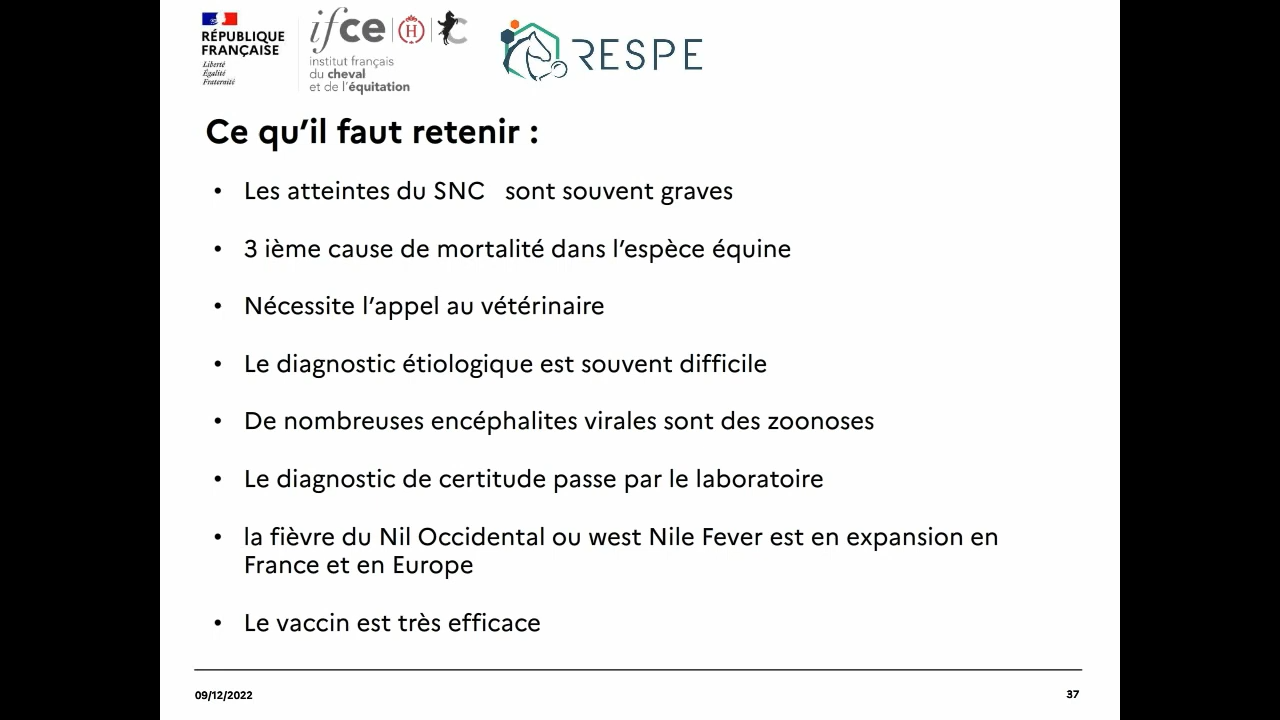 RÉPUBLIQUE
FRANÇAISE
Liberté
Égalité
Fraternité
ifce
H
institut français
du cheval
et de l'équitation
RESPE
Ce qu'il faut retenir :
• Les atteintes du SNC sont souvent graves
• 3 ième cause de mortalité dans l'espèce équine
• Nécessite l'appel au vétérinaire
• Le diagnostic étiologique est souvent difficile
• De nombreuses encéphalites virales sont des zoonoses
• Le diagnostic de certitude passe par le laboratoire
• la fièvre du Nil Occidental ou west Nile Fever est en expansion en
France et en Europe
• Le vaccin est très efficace
09/12/2022
37